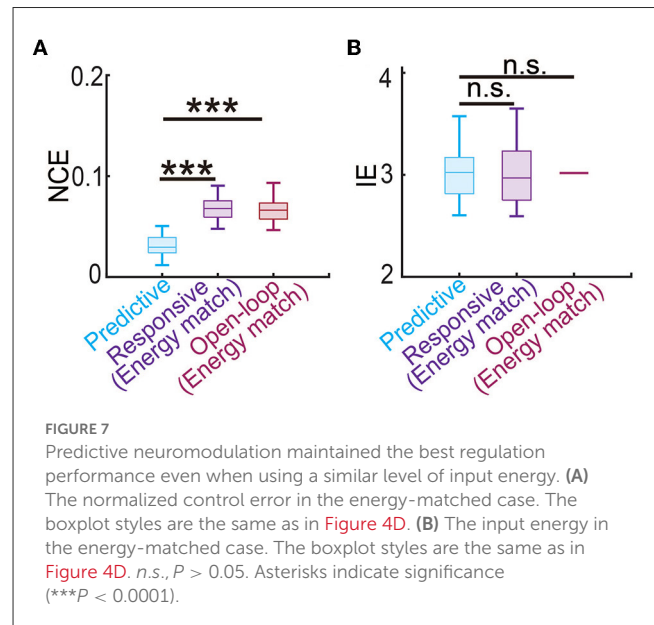 A
B
0.2
0.1
0
NCE
***
***
Predictive
Responsive
(Energy match)
Open-loop
(Energy match)
4
3
2
IE
n.s.
n.s.
Predictive
Responsive
(Energy match)
Open-loop
(Energy match)
FIGURE 7
Predictive neuromodulation maintained the best regulation
performance even when using a similar level of input energy. (A)
The normalized control error in the energy-matched case. The
boxplot styles are the same as in Figure 4D. (B) The input energy in
the energy-matched case. The boxplot styles are the same as in
Figure 4D. n.s., P > 0.05. Asterisks indicate significance
(***P < 0.0001).